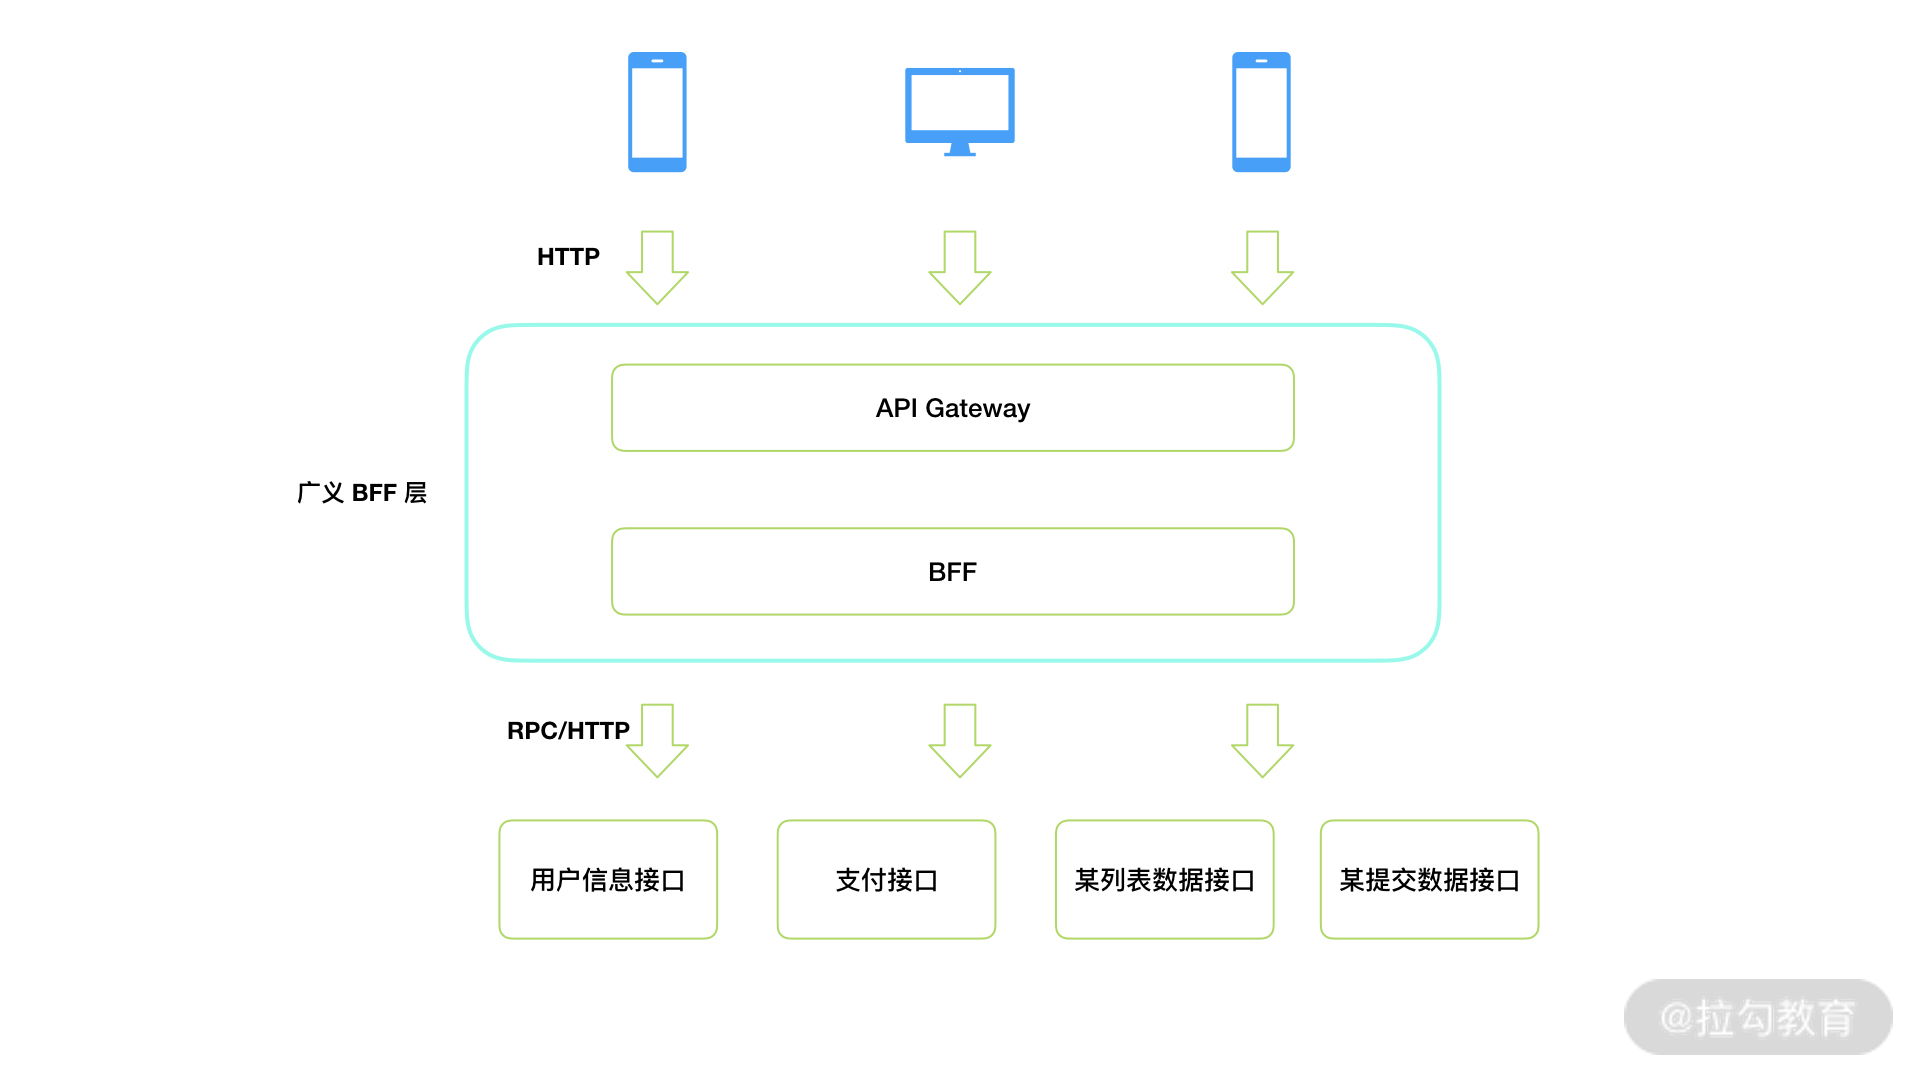 HTTP
API Gateway
广义 BFF 层
BFF
RPC/HTTP
用户信息接口
支付接口
某列表数据接口
某提交数据接口
@拉勾教育